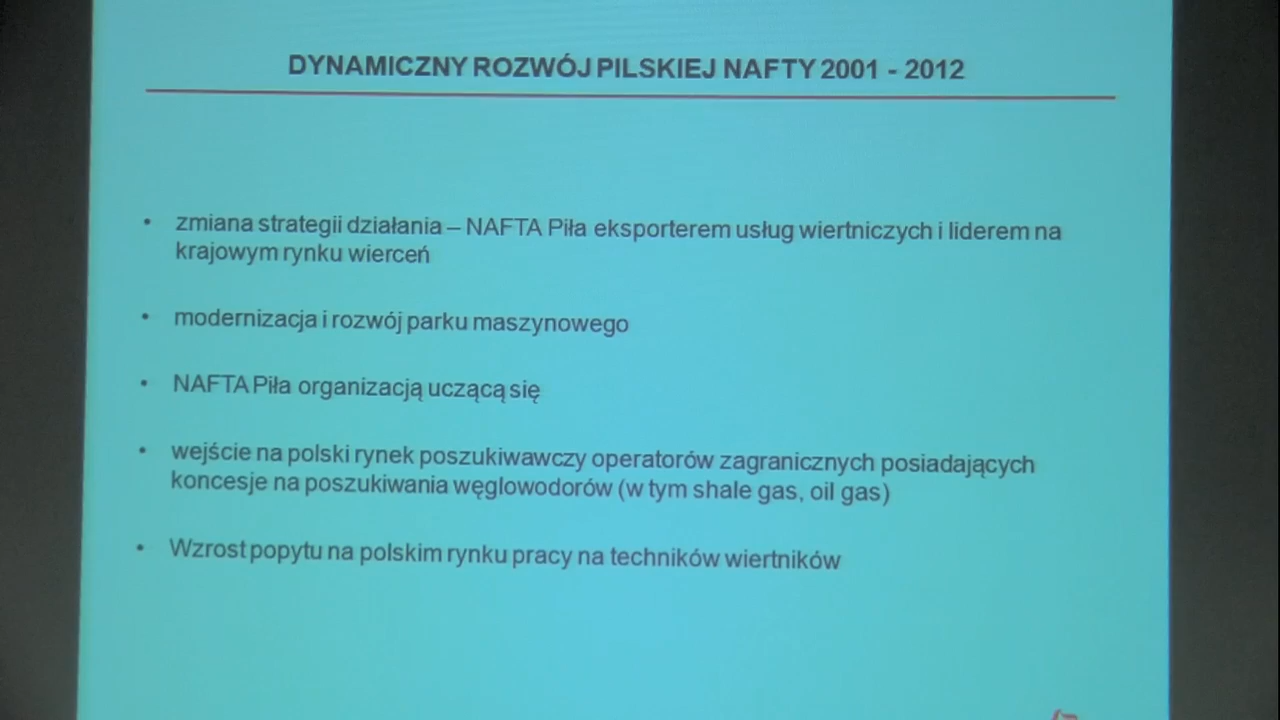 DYNAMICZNY ROZWÓJ PILSKIEJ NAFTY 2001 - 2012
• zmiana strategii działania – NAFTA Piła eksporterem usług wiertniczych i liderem na
krajowym rynku wierceń
• modernizacja i rozwój parku maszynowego
• NAFTA Piła organizacją uczącą się
• wejście na polski rynek poszukiwawczy operatorów zagranicznych posiadających
koncesje na poszukiwania węglowodorów (w tym shale gas, oil gas)
• Wzrost popytu na polskim rynku pracy na techników wiertników